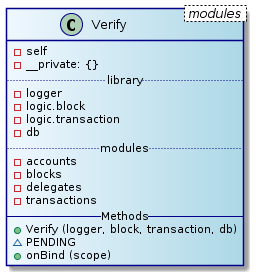 modules
C Verify
self
__private: {}
library
logger
logic.block
logic.transaction
db
modules
accounts
blocks
delegates
transactions
Methods
Verify (logger, block, transaction, db)
PENDING
onBind (scope)